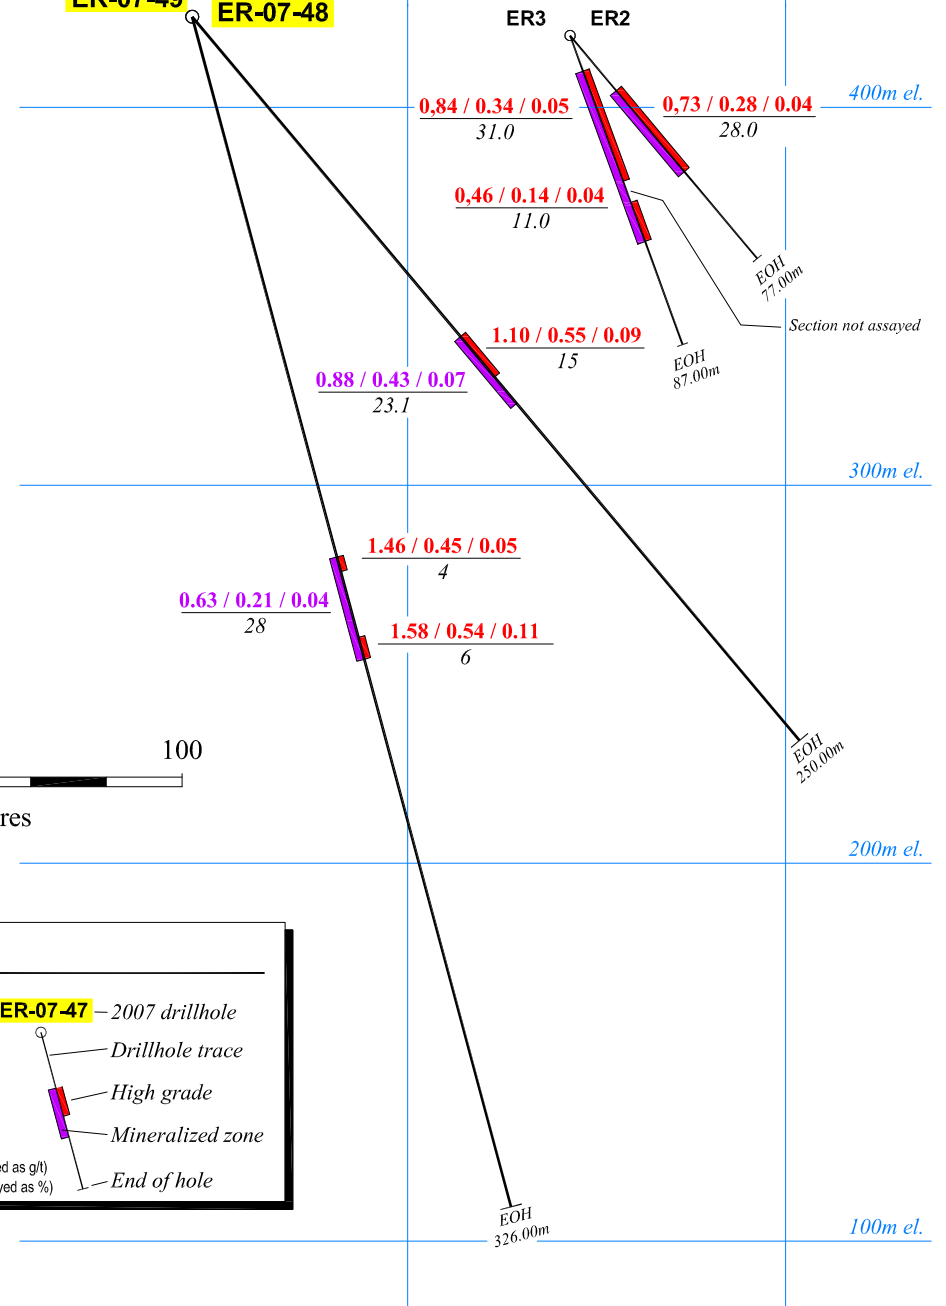 ER-07-49
ER-07-48
ER3 ER2
400m el.
0,84 / 0.34 / 0.05
31.0
0,73 / 0.28 / 0.04
28.0
0,46 / 0.14 / 0.04
11.0
EOH
77.00m
Section not assayed
1.10 / 0.55 / 0.09
15
EOH
87.00m
0.88 / 0.43 / 0.07
23.1
300m el.
1.46 / 0.45 / 0.05
4
0.63 / 0.21 / 0.04
28
1.58 / 0.54 / 0.11
6
EOH
250.00m
100
res
200m el.
ER-07-47 2007 drillhole
Drillhole trace
High grade
Mineralized zone
ed as g/t)
yed as %)
End of hole
EOH
326.00m
100m el.